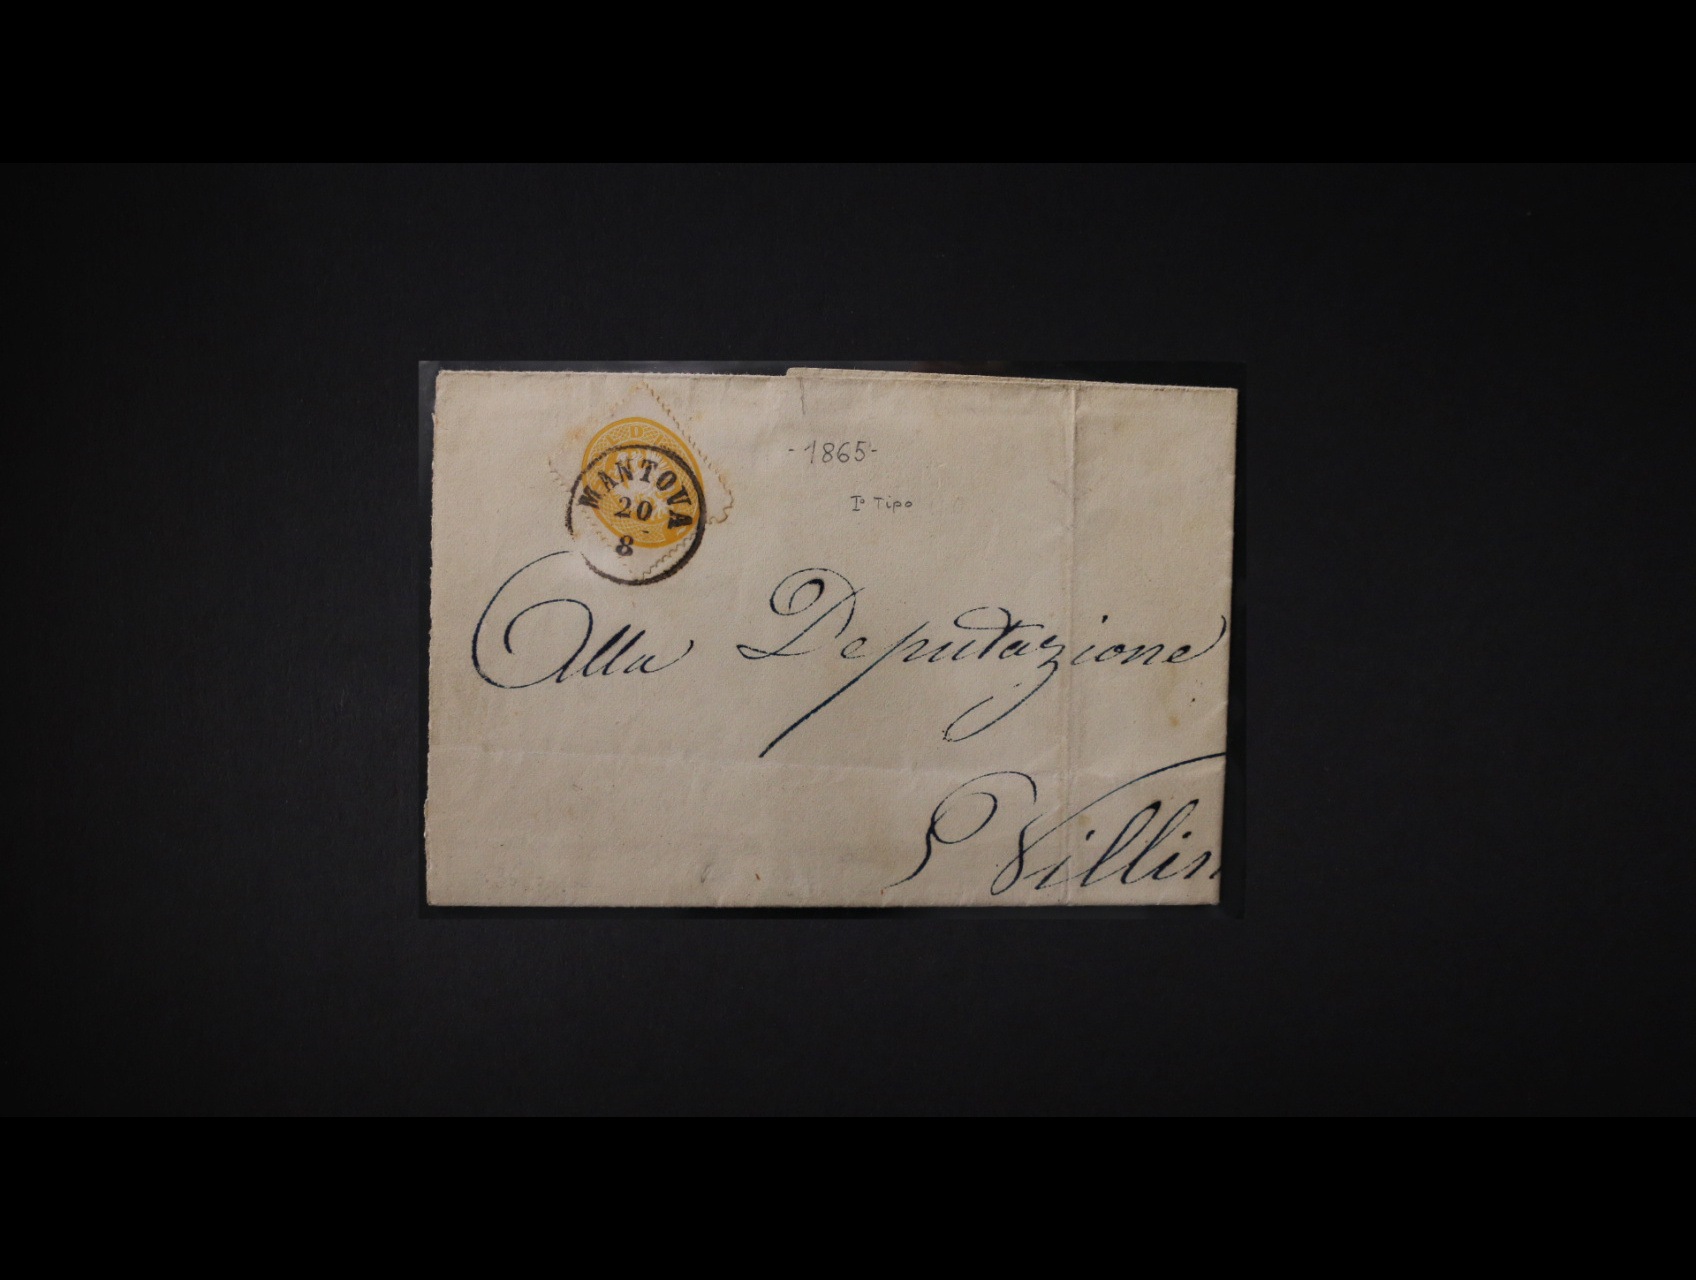 MANTOVA
20
8
-1865-
I° Tipo
Alla Deputazione
Villin